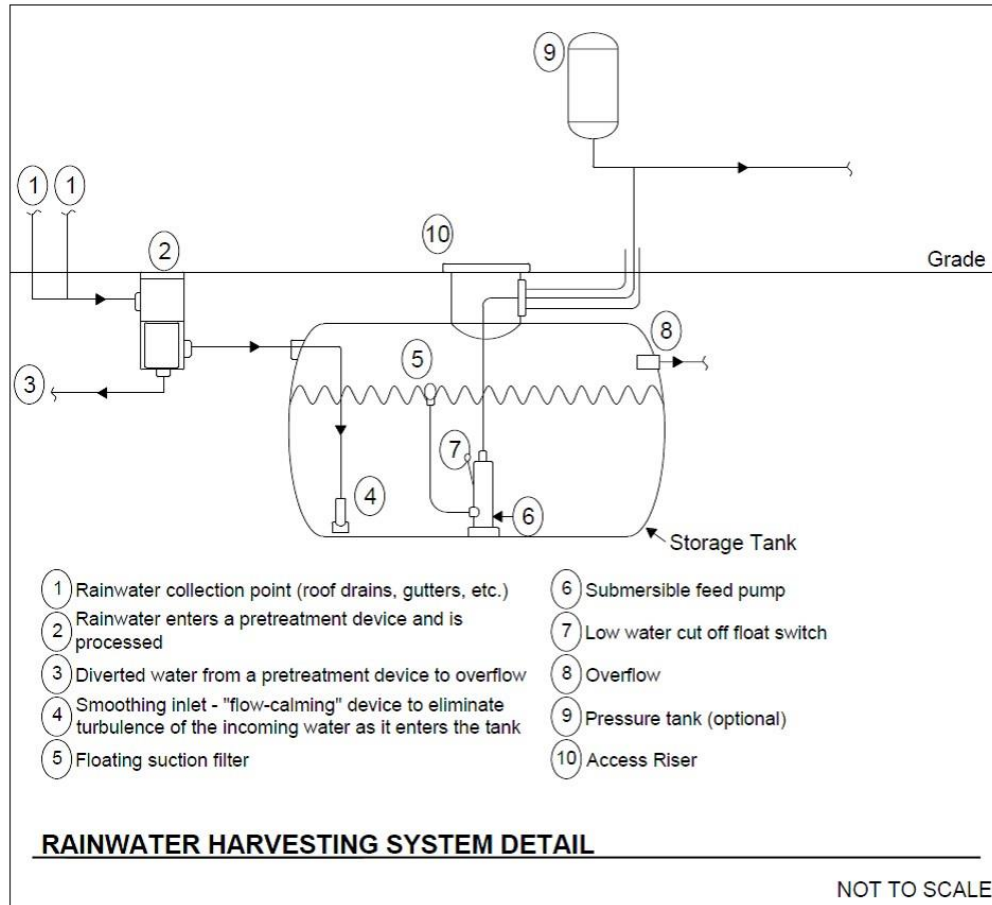 9
1 1
2
10
Grade
8
5
3
7
4
6
Storage Tank
1 Rainwater collection point (roof drains, gutters, etc.)
2 Rainwater enters a pretreatment device and is
processed
3 Diverted water from a pretreatment device to overflow
4 Smoothing inlet - "flow-calming" device to eliminate
turbulence of the incoming water as it enters the tank
5 Floating suction filter
6 Submersible feed pump
7 Low water cut off float switch
8 Overflow
9 Pressure tank (optional)
10 Access Riser
RAINWATER HARVESTING SYSTEM DETAIL
NOT TO SCALE